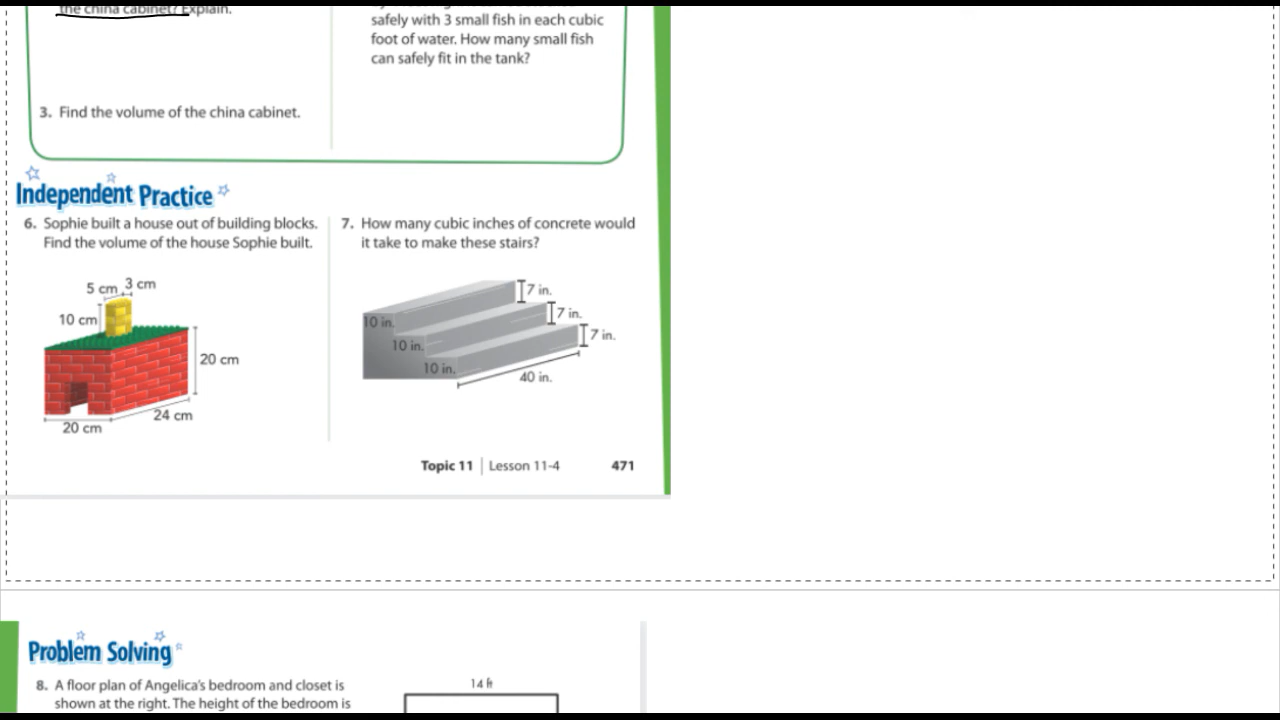 the china cabinet? Explain.
safely with 3 small fish in each cubic
foot of water. How many small fish
can safely fit in the tank?
3. Find the volume of the china cabinet.
Independent Practice
6. Sophie built a house out of building blocks.
Find the volume of the house Sophie built.
5 cm 3 cm
10 cm
20 cm
24 cm
20 cm
7. How many cubic inches of concrete would
it take to make these stairs?
7 in.
10 in.
7 in.
10 in.
7 in.
10 in.
40 in.
Topic 11 | Lesson 11-4 471
Problem Solving
8. A floor plan of Angelica's bedroom and closet is
shown at the right. The height of the bedroom is
14 ft